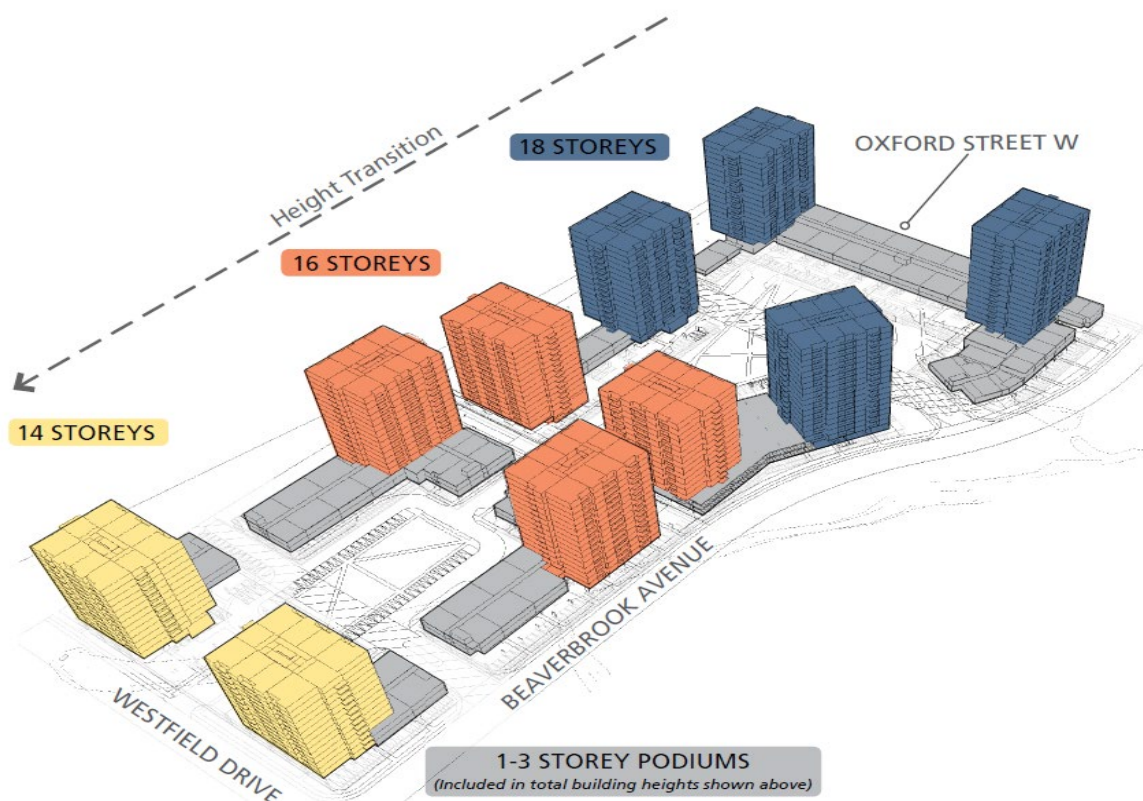 Height Transition
18 STOREYS
OXFORD STREET W
16 STOREYS
14 STOREYS
BEAVERBROOK AVENUE
WESTFIELD DRIVE
1-3 STOREY PODIUMS
(Included in total building heights shown above)